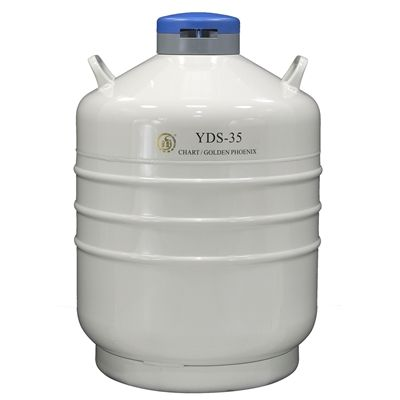 YDS-35
CHART / GOLDEN PHOENIX